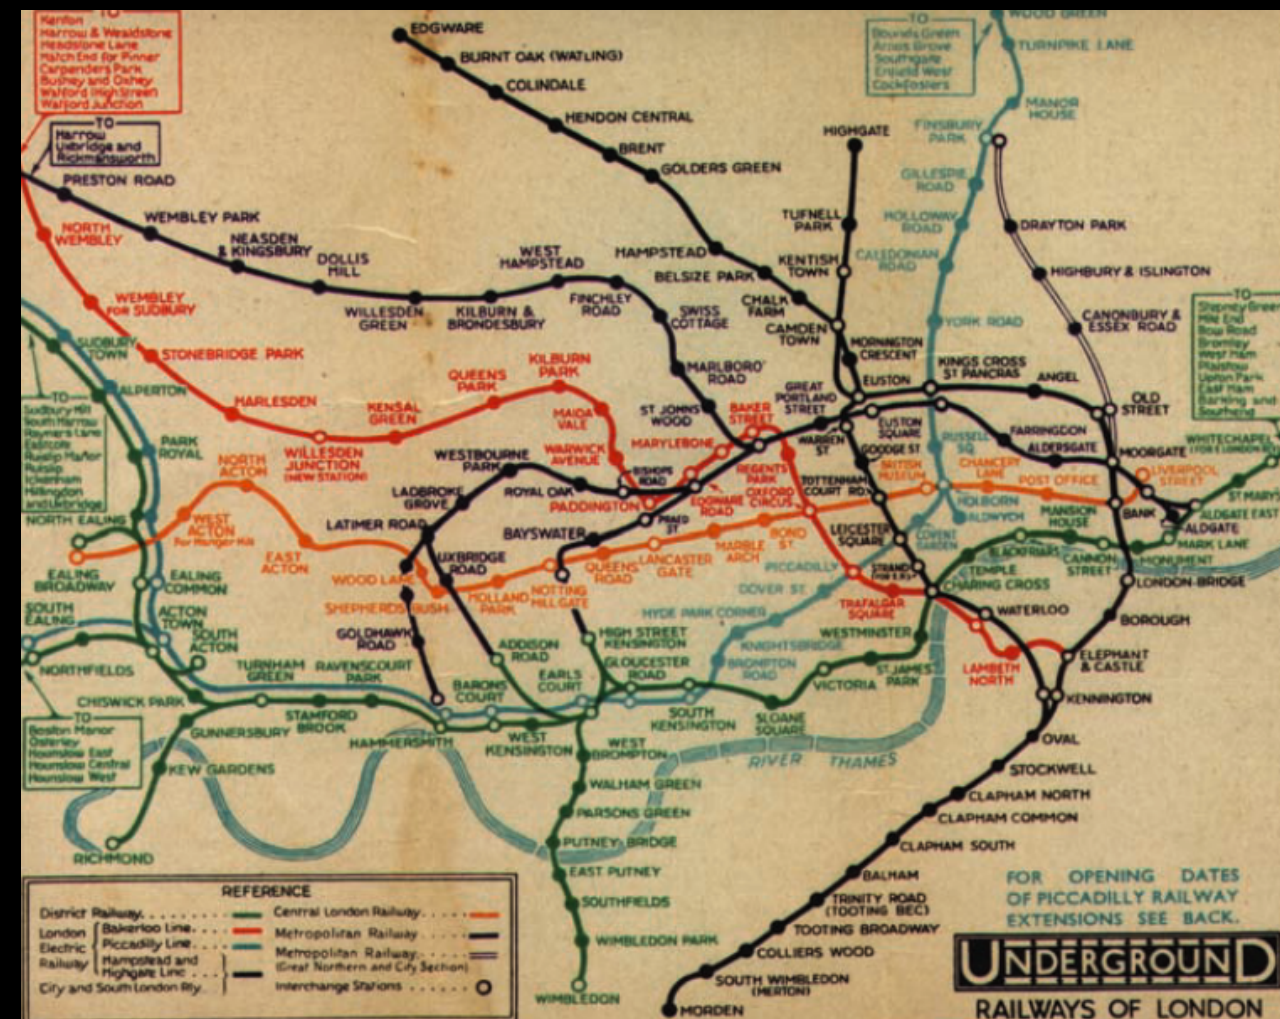 TO
Kenton
Harrow & Wealdstone
Headstone Lane
Hatch End for Pinner
Carpenders Park
Bushey and Oxhey
Watford High Street
Watford Junction
TO
Harrow
Uxbridge and
Rickmansworth
PRESTON ROAD
NORTH
WEMBLEY
WEMBLEY PARK
NEASDEN
& KINGSBURY
DOLLIS
HILL
WILLESDEN
GREEN
KILBURN &
BRONDESBURY
WEST
HAMPSTEAD
FINCHLEY
ROAD
SWISS
COTTAGE
MARLBORO'
ROAD
ST JOHNS
WOOD
EDGWARE
BURNT OAK (WATLING)
COLINDALE
HENDON CENTRAL
BRENT
GOLDERS GREEN
HAMPSTEAD
BELSIZE PARK
CHALK
FARM
CAMDEN
TOWN
HIGHGATE
TUFNELL
PARK
KENTISH
TOWN
MORNINGTON
CRESCENT
EUSTON
TO
Bounds Green
Arnos Grove
Southgate
Enfield West
Cockfosters
WOOD GREEN
TURNPIKE LANE
MANOR
HOUSE
FINSBURY
PARK
GILLESPIE
ROAD
HOLLOWAY
ROAD
CALEDONIAN
ROAD
YORK ROAD
KINGS CROSS
ST PANCRAS
ANGEL
DRAYTON PARK
HIGHBURY & ISLINGTON
CANONBURY &
ESSEX ROAD
OLD
STREET
TO
Stepney Green
Mile End
Bow Road
Bromley
West Ham
Plaistow
Upton Park
East Ham
Barking and
Southend
WHITECHAPEL
ST MARYS
ALDGATE EAST
ALDGATE
LIVERPOOL
STREET
MOORGATE
BANK
MARK LANE
MONUMENT
CANNON
STREET
MANSION
HOUSE
BLACKFRIARS
TEMPLE
CHARING CROSS
WEMBLEY
FOR SUDBURY
STONEBRIDGE PARK
HARLESDEN
WILLESDEN
JUNCTION
(NEW STATION)
KENSAL
GREEN
QUEEN'S
PARK
KILBURN
PARK
MAIDA
VALE
WARWICK
AVENUE
PADDINGTON
BISHOPS
ROAD
EDGWARE
ROAD
MARYLEBONE
BAKER
STREET
REGENTS
PARK
OXFORD
CIRCUS
GREAT
PORTLAND
STREET
WARREN
ST
EUSTON
SQUARE
GOODGE ST
FARRINGDON
ALDERSGATE
RUSSELL
SQ
BRITISH
MUSEUM
CHANCERY
LANE
POST OFFICE
HOLBORN
ALDWYCH
COVENT
GARDEN
TOTTENHAM
COURT RD
LEICESTER
SQUARE
STRAND
PICCADILLY
DOVER ST.
HYDE PARK CORNER
KNIGHTSBRIDGE
BROMPTON
ROAD
TRAFALGAR
SQUARE
WESTMINSTER
ST JAMES
PARK
VICTORIA
SLOANE
SQUARE
SOUTH
KENSINGTON
GLOUCESTER
ROAD
HIGH STREET
KENSINGTON
WATERLOO
LAMBETH
NORTH
ELEPHANT
& CASTLE
LONDON BRIDGE
BOROUGH
KENNINGTON
OVAL
STOCKWELL
CLAPHAM NORTH
CLAPHAM COMMON
CLAPHAM SOUTH
BALHAM
TRINITY ROAD
(TOOTING BEC)
TOOTING BROADWAY
COLLIERS WOOD
SOUTH WIMBLEDON
(MERTON)
MORDEN
SUDBURY
TOWN
ALPERTON
PARK
ROYAL
TO
Sudbury Hill
South Harrow
Rayners Lane
Eastcote
Ruislip Manor
Ruislip
Ickenham
Hillingdon
and Uxbridge
NORTH EALING
EALING
BROADWAY
WEST
ACTON
For Hanger Hill
NORTH
ACTON
EAST
ACTON
WOOD LANE
SHEPHERDS BUSH
HOLLAND
PARK
NOTTING
HILL GATE
QUEENS
ROAD
LANCASTER
GATE
MARBLE
ARCH
BOND
ST.
WESTBOURNE
PARK
ROYAL OAK
LADBROKE
GROVE
LATIMER ROAD
UXBRIDGE
ROAD
BAYSWATER
PRAED
ST
GOLDHAWK
ROAD
ADDISON
ROAD
EALING
COMMON
ACTON
TOWN
SOUTH
ACTON
SOUTH
EALING
NORTHFIELDS
CHISWICK PARK
TURNHAM
GREEN
STAMFORD
BROOK
RAVENSCOURT
PARK
HAMMERSMITH
BARONS
COURT
WEST
KENSINGTON
EARLS
COURT
GUNNERSBURY
KEW GARDENS
RICHMOND
TO
Boston Manor
Osterley
Hounslow East
Hounslow Central
Hounslow West
WEST
BROMPTON
WALHAM GREEN
PARSONS GREEN
PUTNEY BRIDGE
EAST PUTNEY
SOUTHFIELDS
WIMBLEDON PARK
WIMBLEDON
RIVER THAMES
REFERENCE
District Railway
London Electric Railway
Bakerloo Line
Piccadilly Line
Hampstead and
Highgate Line
City and South London Rly.
Central London Railway
Metropolitan Railway
Metropolitan Railway
(Great Northern and City Section)
Interchange Stations
FOR OPENING DATES
OF PICCADILLY RAILWAY
EXTENSIONS SEE BACK.
UNDERGROUND
RAILWAYS OF LONDON